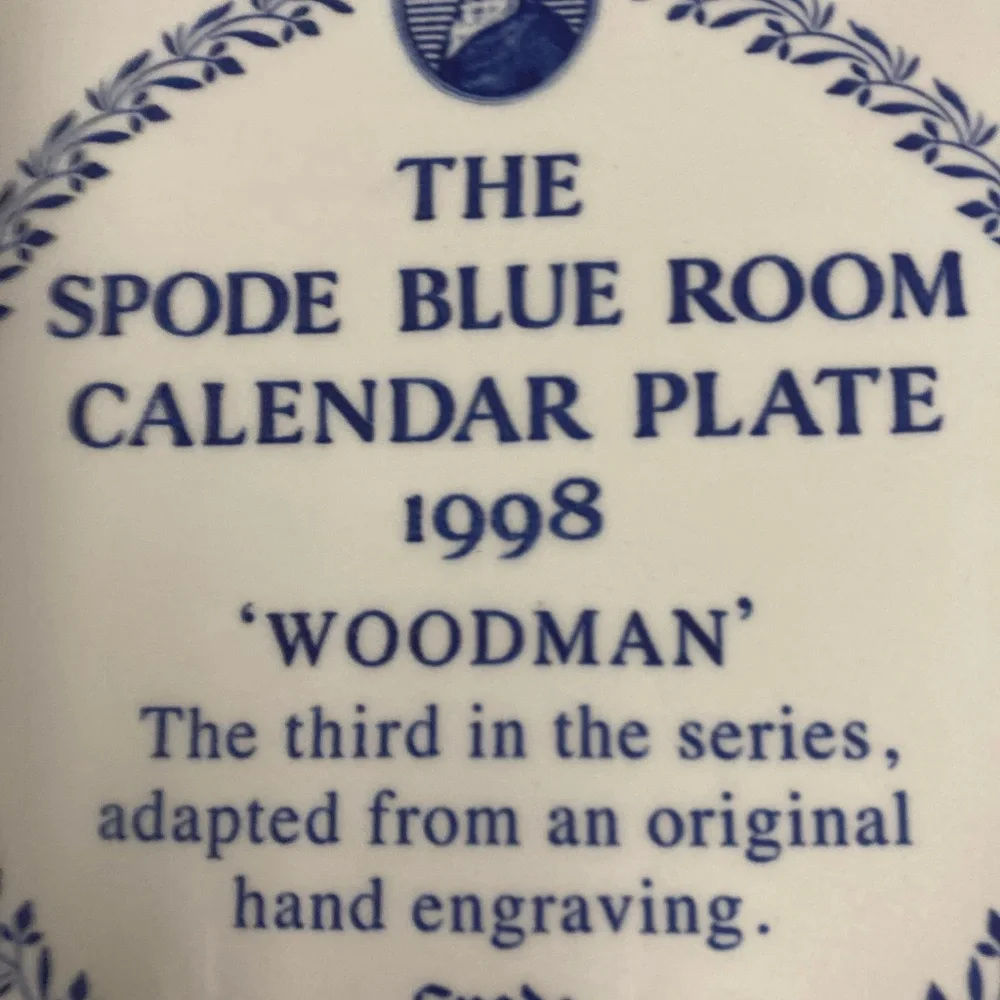 THE
SPODE BLUE ROOM
CALENDAR PLATE
1998
‘WOODMAN’
The third in the series,
adapted from an original
hand engraving.